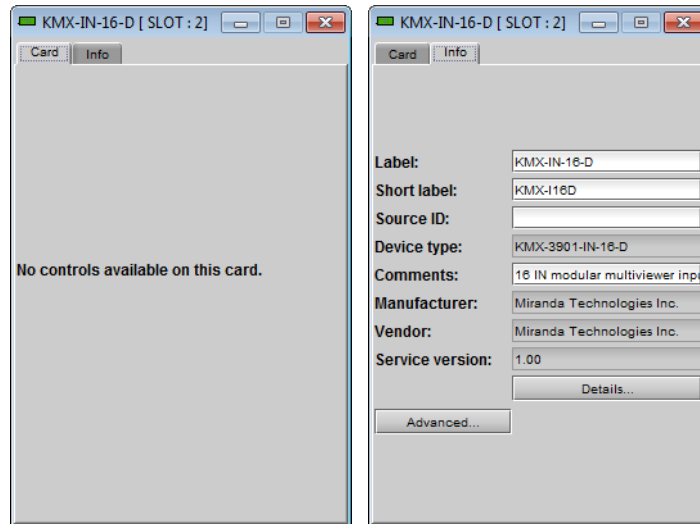 KMX-IN-16-D [ SLOT : 2]
Card Info
No controls available on this card.
KMX-IN-16-D [ SLOT : 2]
Card Info
Label: KMX-IN-16-D
Short label: KMX-I16D
Source ID:
Device type: KMX-3901-IN-16-D
Comments: 16 IN modular multiviewer inpu
Manufacturer: Miranda Technologies Inc.
Vendor: Miranda Technologies Inc.
Service version: 1.00
Details...
Advanced...